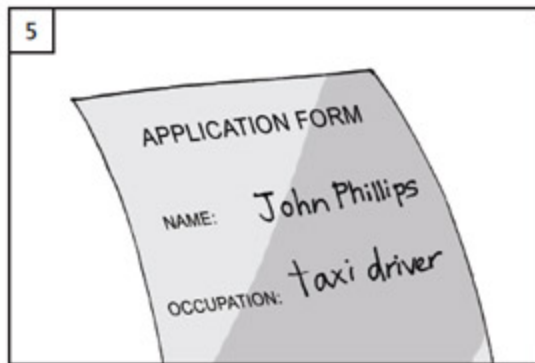 5
APPLICATION FORM
NAME: John Phillips
OCCUPATION: taxi driver